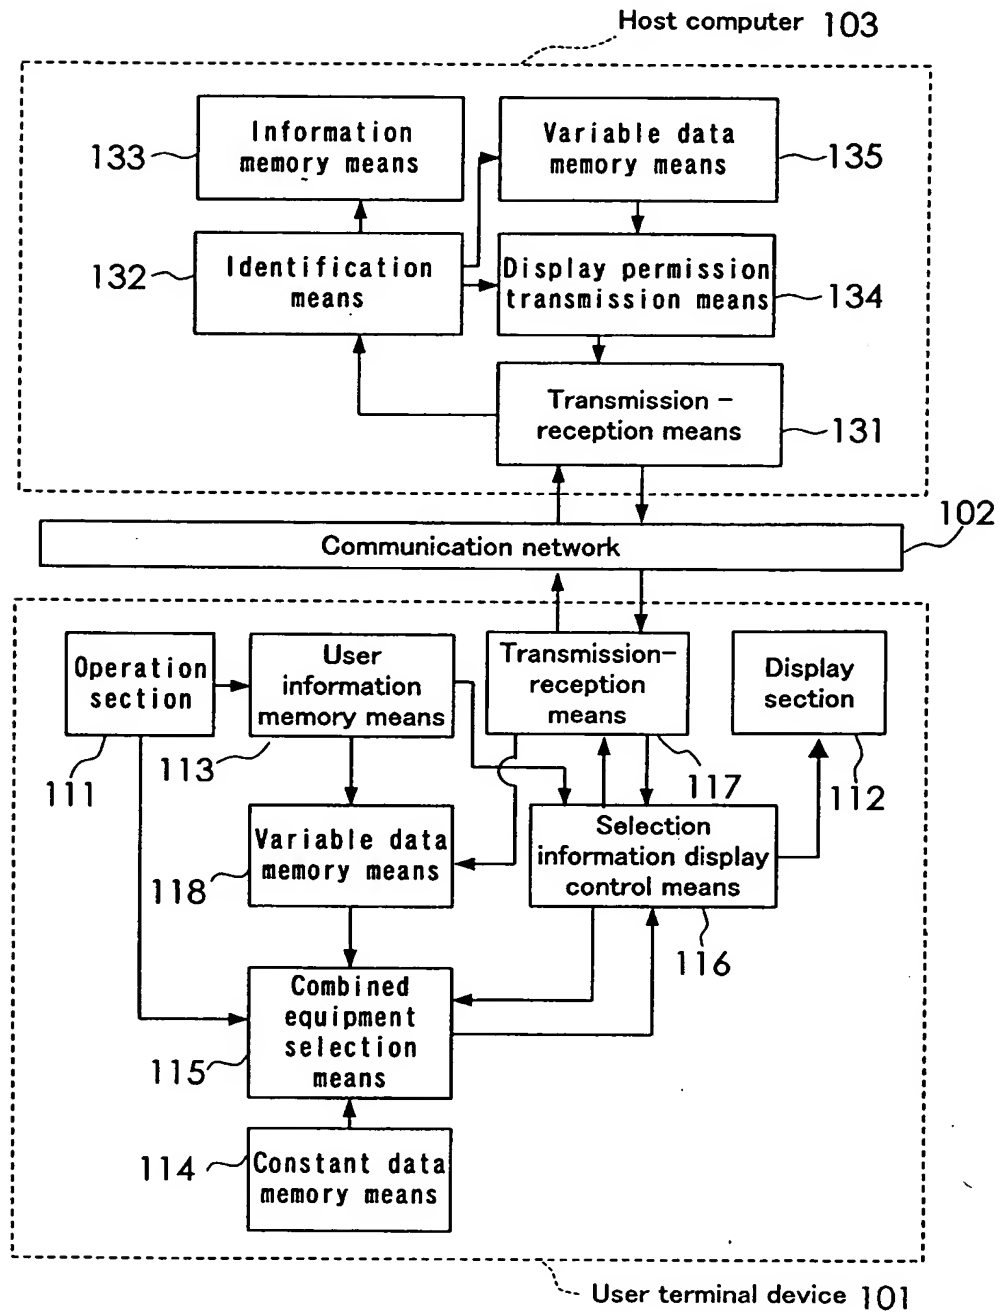 Host computer 103
Information
memory means
133
Variable data
memory means
135
Identification
means
132
Display permission
transmission means
134
Transmission-
reception means
131
102
Communication network
Operation
section
111
User
information
memory means
113
Transmission-
reception
means
117
Display
section
112
Variable data
memory means
118
Selection
information display
control means
116
Combined
equipment
selection
means
115
114
Constant data
memory means
User terminal device 101